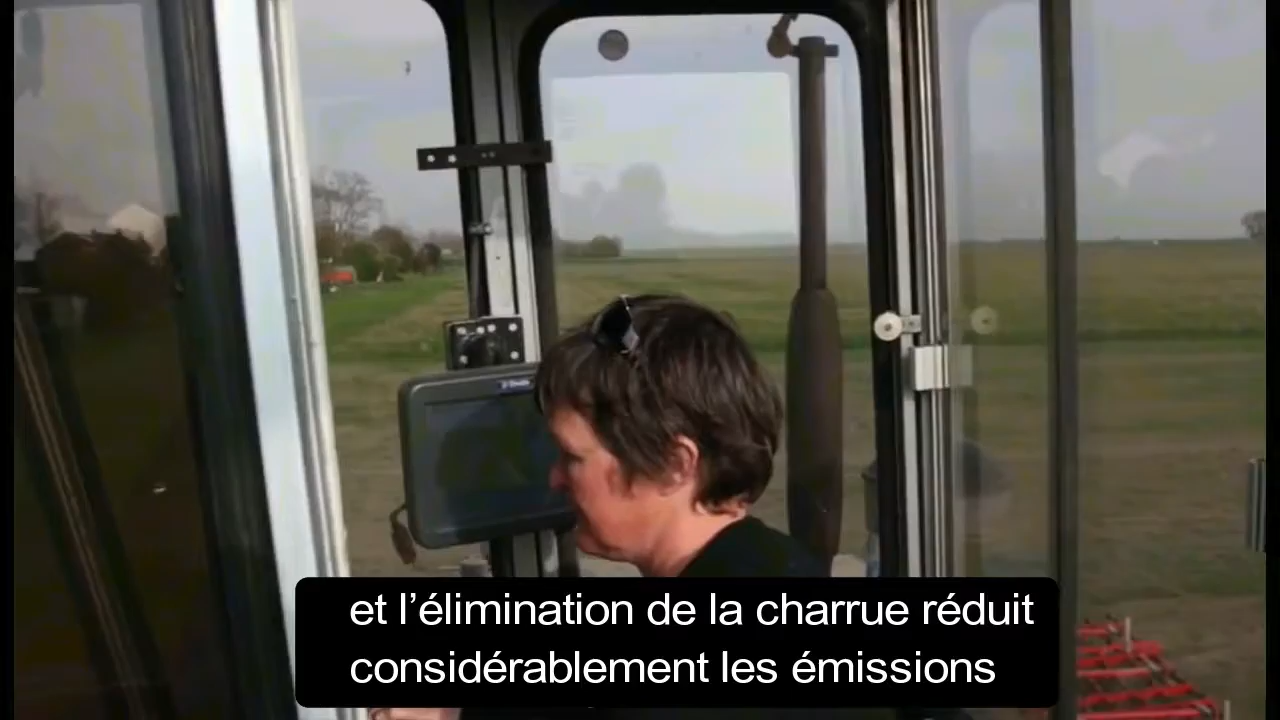 et l’élimination de la charrue réduit
considérablement les émissions